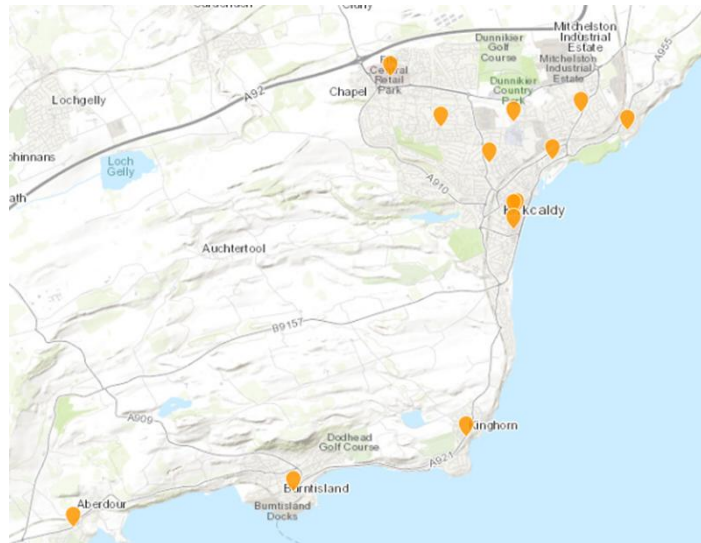 Cluny
Mitchelston
Industrial
Estate
Dunnikier
Golf
Course
A955
Mitchelston
Industrial
Estate
Central
Retail
Park
Dunnikier
Country
Park
Chapel
A92
Lochgelly
Loch
Gelly
A910
Auchtertool
B9157
A909
Dodhead
Golf Course
Kinghorn
A921
Burntisland
Burntisland
Docks
Aberdour